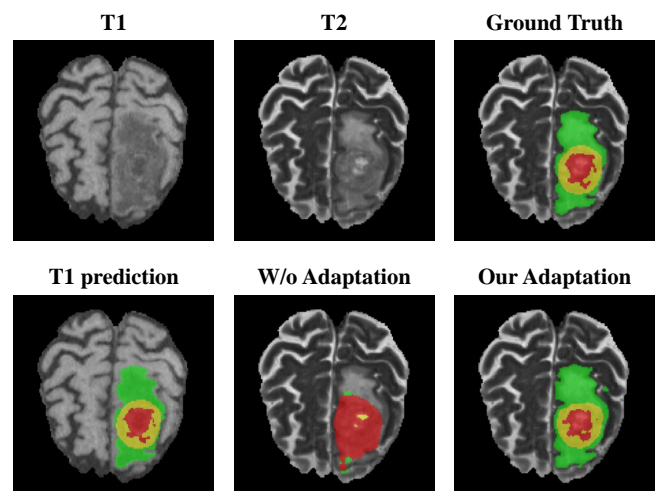 T1
T2
Ground Truth
T1 prediction
W/o Adaptation
Our Adaptation